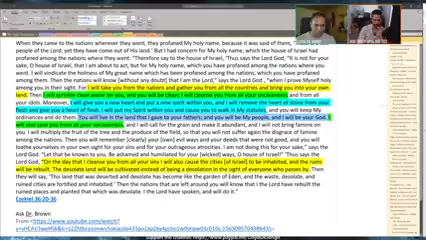 When they came to the nations wherever they went, they profaned My holy name, because it was said of them, '
people of the Lord; yet they have come out of His land.' But I had concern for My holy name, which the house of Israel had
profaned among the nations where they went. "Therefore say to the house of Israel, 'Thus says the Lord God, "It is not for your
sake, O house of Israel, that I am about to act, but for My holy name, which you have profaned among the nations where you
went. I will vindicate the holiness of My great name which has been profaned among the nations, which you have profaned
among them. Then the nations will know [without any doubt] that I am the Lord," says the Lord God, "when I prove Myself holy
among you in their sight. For I will take you from the nations and gather you from all the countries and bring you into your own
land. Then I will sprinkle clean water on you, and you will be clean; I will cleanse you from all your uncleanness and from all
your idols. Moreover, I will give you a new heart and put a new spirit within you, and I will remove the heart of stone from your
flesh and give you a heart of flesh. I will put my Spirit within you and cause you to walk in My statutes, and you will keep My
ordinances and do them. You will live in the land that I gave to your fathers; and you will be My people, and I will be your God. I
will also save you from all your uncleanness, and I will call for the grain and make it abundant, and I will not bring famine on
you. I will multiply the fruit of the tree and the produce of the field, so that you will not suffer again the disgrace of famine
among the nations. Then you will remember [clearly] your [own] evil ways and your deeds that were not good, and you will
loathe yourselves in your own sight for your sins and for your outrageous atrocities. I am not doing this for your sake," says the
Lord God. "Let that be known to you. Be ashamed and humiliated for your [wicked] ways, O house of Israel!" 'Thus says the Lord
God, "On the day that I cleanse you from all your sins I will also cause the cities [of Israel] to be inhabited, and the ruins
will be rebuilt. The desolate land will be cultivated instead of being a desolation in the sight of everyone who passes by. Then
they will say, 'This land that was deserted and desolate has become like the garden of Eden; and the waste, desolate, and
ruined cities are fortified and inhabited.' Then the nations that are left around you will know that I the Lord have rebuilt the
ruined places and planted that which was desolate. I the Lord have spoken, and will do it."
Ezekiel 36:20-36
Ask Dr. Brown
From <https://www.youtube.com/watch?